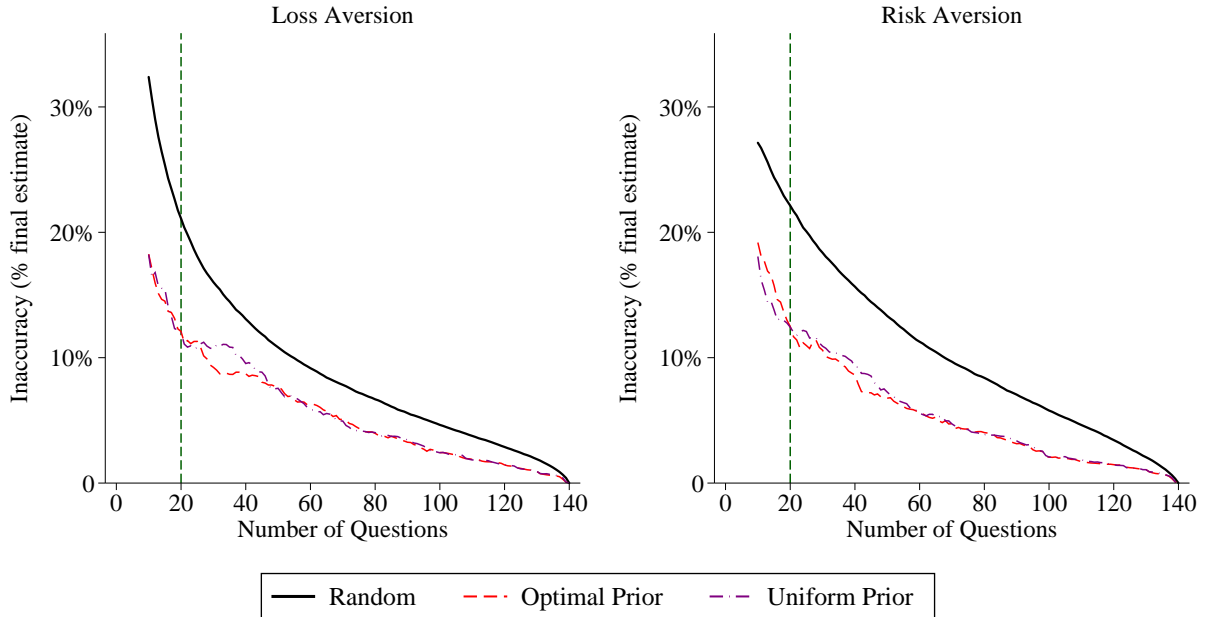 Loss Aversion
Inaccuracy (% final estimate)
30%
20%
10%
0
0 20 40 60 80 100 120 140
Number of Questions
Risk Aversion
Inaccuracy (% final estimate)
30%
20%
10%
0
0 20 40 60 80 100 120 140
Number of Questions
Random Optimal Prior Uniform Prior